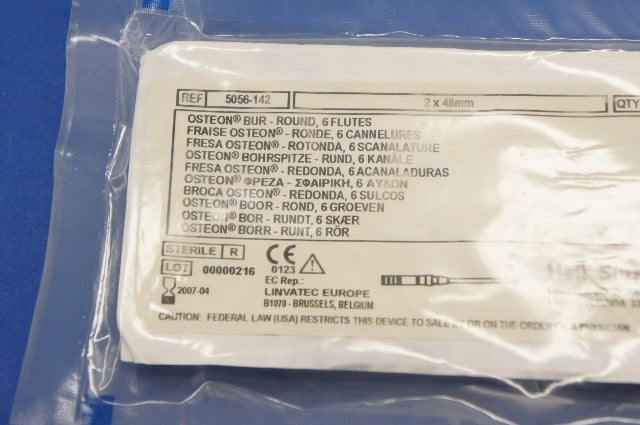 REF 5056-142 2 x 48mm QTY
OSTEON® BUR - ROUND, 6 FLUTES
FRAISE OSTEON® - RONDE, 6 CANNELURES
FRESA OSTEON® - ROTONDA, 6 SCANALATURE
OSTEON® BOHRSPITZE - RUND, 6 KANÄLE
FRESA OSTEON® - REDONDA, 6 ACANALADURAS
OSTEON® ΦΡΕΖΑ - ΣΦΑΙΡΙΚΗ, 6 ΑΥΛΩΝ
BROCA OSTEON® - REDONDA, 6 SULCOS
OSTEON® BOOR - ROND, 6 GROEVEN
OSTEON® BOR - RUNDT, 6 SKÆR
OSTEON® BORR - RUNT, 6 RÖR
STERILE R
LOT 00000216
2007-04
CE
0123
EC Rep.:
LINVATEC EUROPE
B1070 - BRUSSELS, BELGIUM
CAUTION: FEDERAL LAW (USA) RESTRICTS THIS DEVICE TO SALE BY OR ON THE ORDER OF A PHYSICIAN.